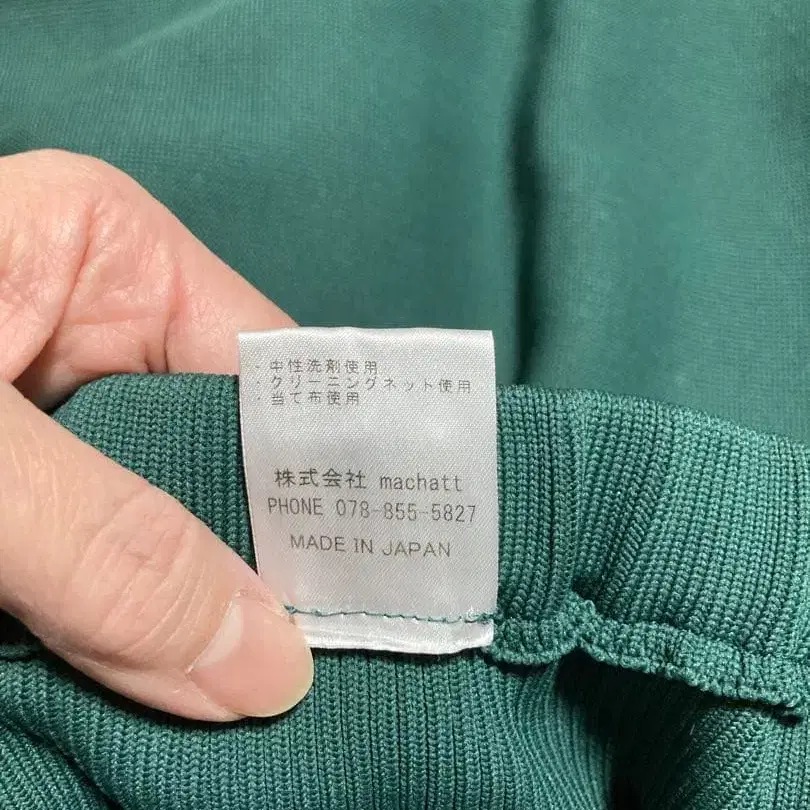 ・中性洗剤使用
・クリーニングネット使用
・当て布使用
株式会社 machatt
PHONE 078-855-5827
MADE IN JAPAN